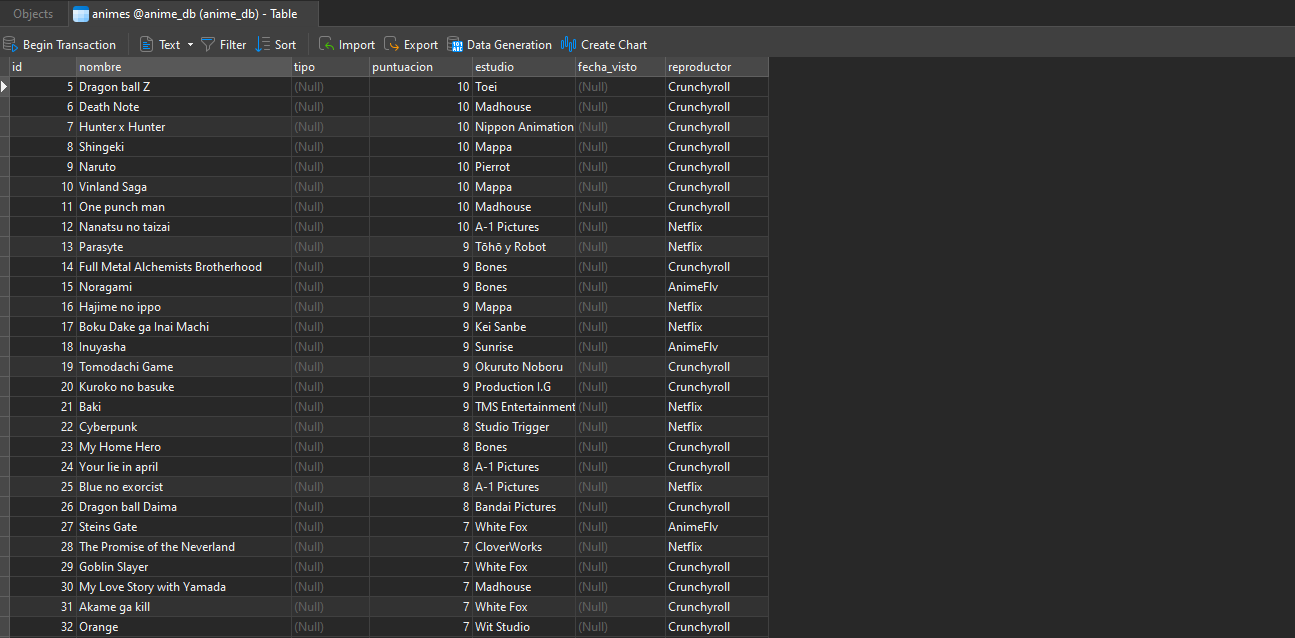 Objects animes @anime_db (anime_db) - Table
Begin Transaction Text Filter Sort Import Export Data Generation Create Chart
id nombre tipo puntuacion estudio fecha_visto reproductor
5 Dragon ball Z (Null) 10 Toei (Null) Crunchyroll
6 Death Note (Null) 10 Madhouse (Null) Crunchyroll
7 Hunter x Hunter (Null) 10 Nippon Animation (Null) Crunchyroll
8 Shingeki (Null) 10 Mappa (Null) Crunchyroll
9 Naruto (Null) 10 Pierrot (Null) Crunchyroll
10 Vinland Saga (Null) 10 Mappa (Null) Crunchyroll
11 One punch man (Null) 10 Madhouse (Null) Crunchyroll
12 Nanatsu no taizai (Null) 10 A-1 Pictures (Null) Netflix
13 Parasyte (Null) 9 Tōhō y Robot (Null) Netflix
14 Full Metal Alchemists Brotherhood (Null) 9 Bones (Null) Crunchyroll
15 Noragami (Null) 9 Bones (Null) AnimeFlv
16 Hajime no ippo (Null) 9 Mappa (Null) Netflix
17 Boku Dake ga Inai Machi (Null) 9 Kei Sanbe (Null) Netflix
18 Inuyasha (Null) 9 Sunrise (Null) AnimeFlv
19 Tomodachi Game (Null) 9 Okuruto Noboru (Null) Crunchyroll
20 Kuroko no basuke (Null) 9 Production I.G (Null) Crunchyroll
21 Baki (Null) 9 TMS Entertainment (Null) Netflix
22 Cyberpunk (Null) 8 Studio Trigger (Null) Netflix
23 My Home Hero (Null) 8 Bones (Null) Crunchyroll
24 Your lie in april (Null) 8 A-1 Pictures (Null) Crunchyroll
25 Blue no exorcist (Null) 8 A-1 Pictures (Null) Netflix
26 Dragon ball Daima (Null) 8 Bandai Pictures (Null) Crunchyroll
27 Steins Gate (Null) 7 White Fox (Null) AnimeFlv
28 The Promise of the Neverland (Null) 7 CloverWorks (Null) Netflix
29 Goblin Slayer (Null) 7 White Fox (Null) Crunchyroll
30 My Love Story with Yamada (Null) 7 Madhouse (Null) Crunchyroll
31 Akame ga kill (Null) 7 White Fox (Null) Crunchyroll
32 Orange (Null) 7 Wit Studio (Null) Crunchyroll